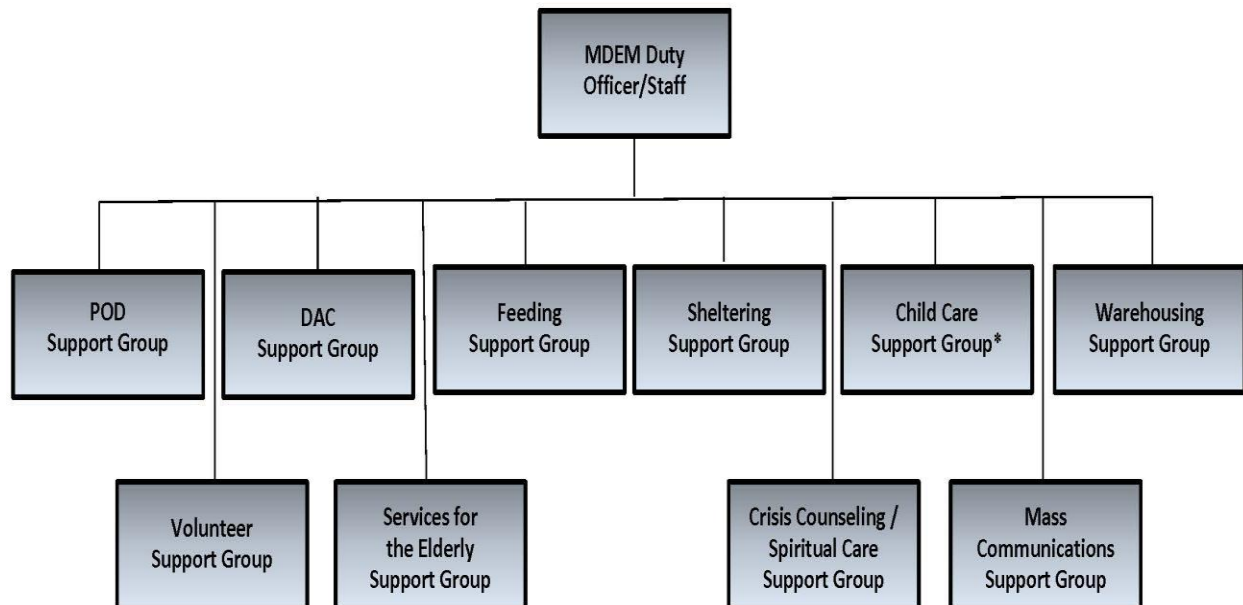 MDEM Duty
Officer/Staff
POD
Support Group
DAC
Support Group
Feeding
Support Group
Sheltering
Support Group
Child Care
Support Group*
Warehousing
Support Group
Volunteer
Support Group
Services for
the Elderly
Support Group
Crisis Counseling /
Spiritual Care
Support Group
Mass
Communications
Support Group